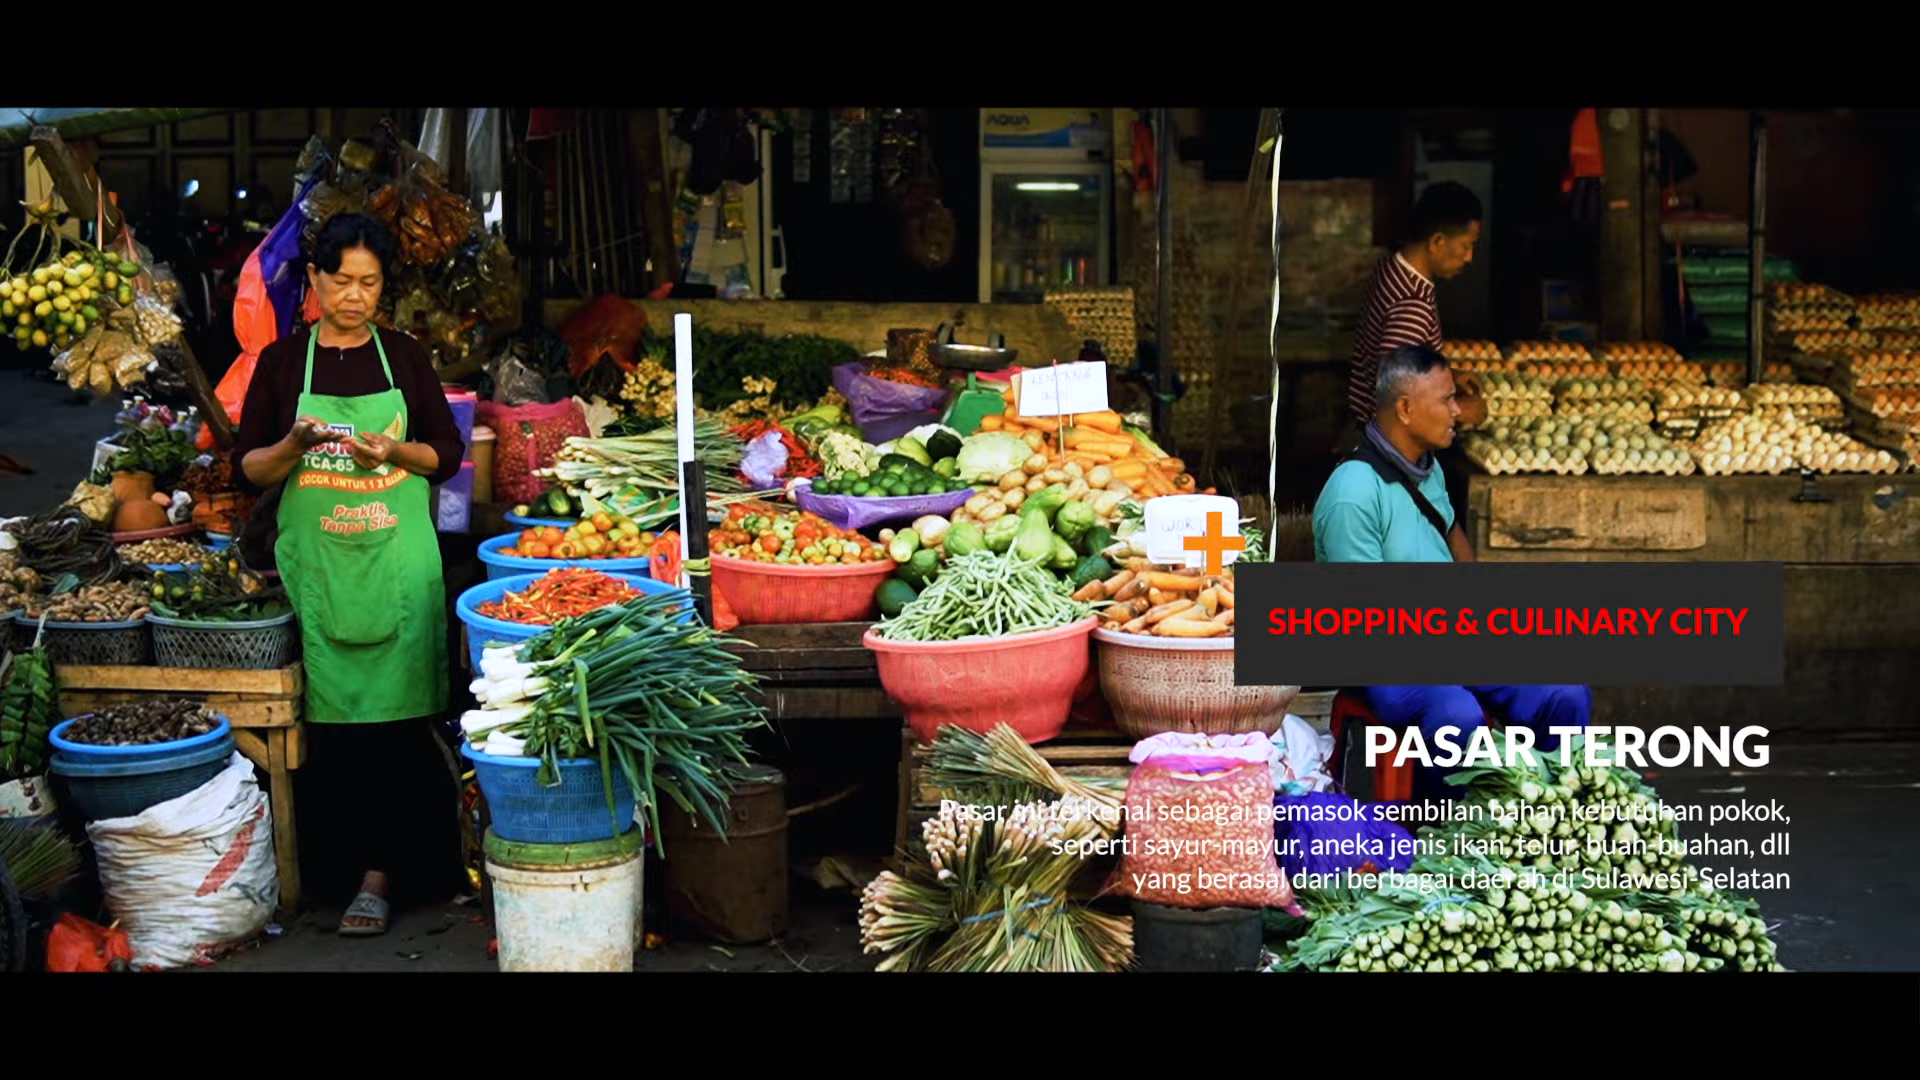 AQUA
KENTANG
TCA-65
COCOK UNTUK 1 X MASAK
Praktis,
Tanpa Sisa
SHOPPING & CULINARY CITY
PASAR TERONG
Pasar ini terkenal sebagai pemasok sembilan bahan kebutuhan pokok,
seperti sayur-mayur, aneka jenis ikan, telur, buah-buahan, dll
yang berasal dari berbagai daerah di Sulawesi-Selatan